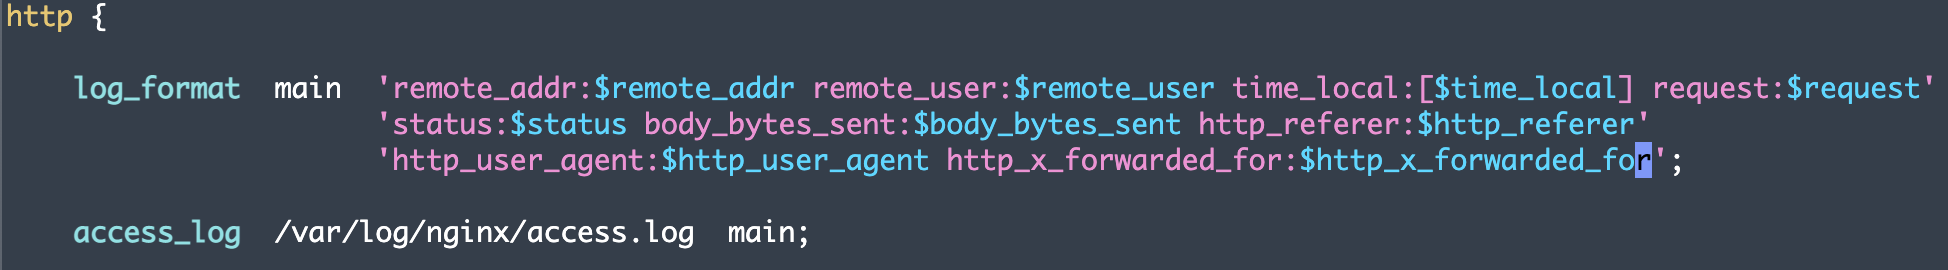 http {
log_format  main  'remote_addr:$remote_addr remote_user:$remote_user time_local:[$time_local] request:$request'
'status:$status body_bytes_sent:$body_bytes_sent http_referer:$http_referer'
'http_user_agent:$http_user_agent http_x_forwarded_for:$http_x_forwarded_for';
access_log  /var/log/nginx/access.log  main;